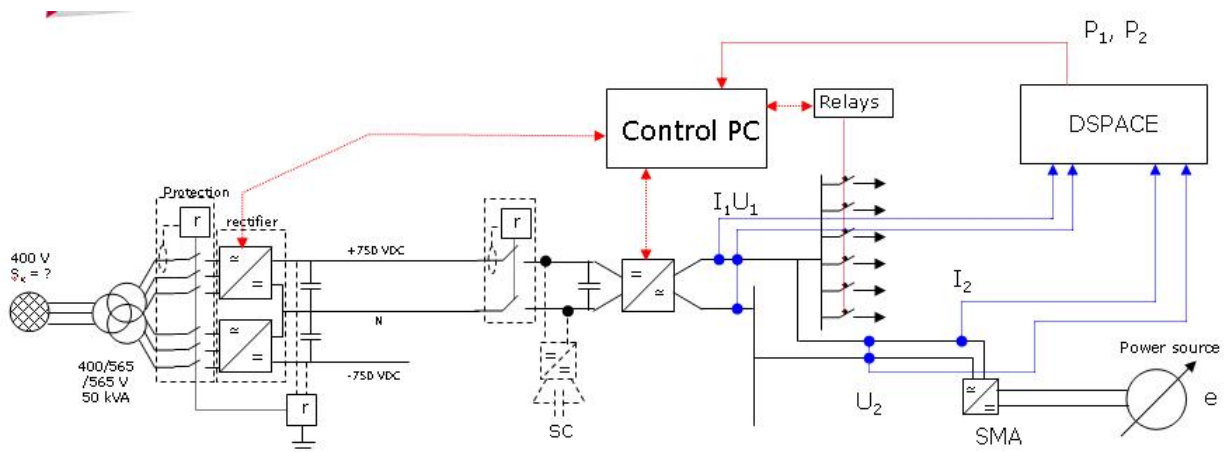 P1, P2
Relays
Control PC
DSPACE
Protection
r
rectifier
r
I1U1
+750 VDC
400 V
Sk = ?
≃
=
=
≃
I2
N
≃
=
Power source
400/565
/565 V
50 kVA
-750 VDC
=
=
r
U2
≃
=
e
SC
SMA